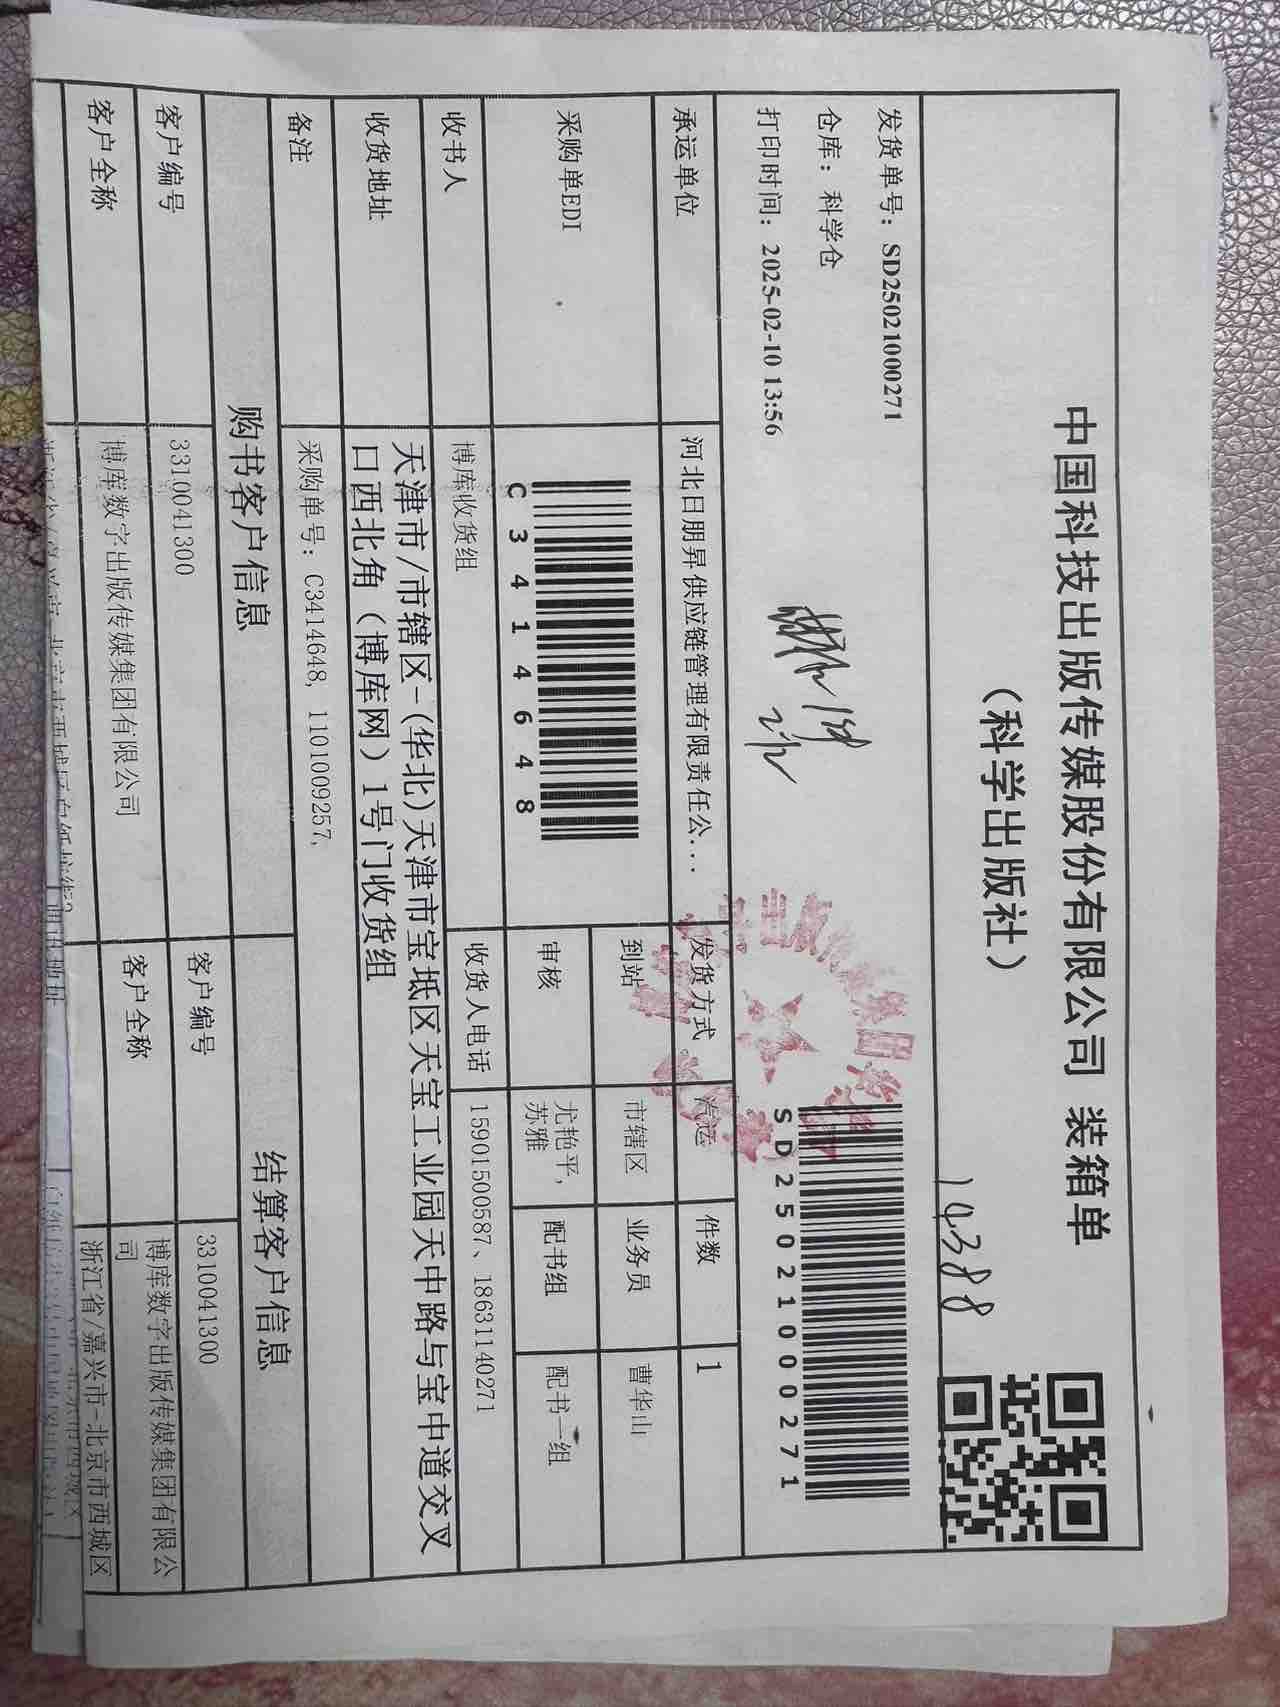 中国科技出版传媒股份有限公司 装箱单
（科学出版社）
19388
发货单号：SD2502100271
仓库：科学仓
打印时间：2025-02-10 13:56
SD2502100271
承运单位 河北日朋昇供应链管理有限责任公... 发货方式 汽运 件数 1
采购单EDI C3414648 到站 市辖区 业务员 曹华山
审核 尤艳平, 苏雅 配书组 配书一组
收书人 博库收货组 收货人电话 15901500587、18631140271
收货地址 天津市/市辖区-(华北)天津市宝坻区天宝工业园天中路与宝中道交叉
口西北角（博库网）1号门收货组
备注 采购单号：C3414648, 1101009257,
购书客户信息 结算客户信息
客户编号 3310041300 客户编号 3310041300
客户全称 博库数字出版传媒集团有限公司 客户全称 博库数字出版传媒集团有限公
司
浙江省/嘉兴市-北京市西城区